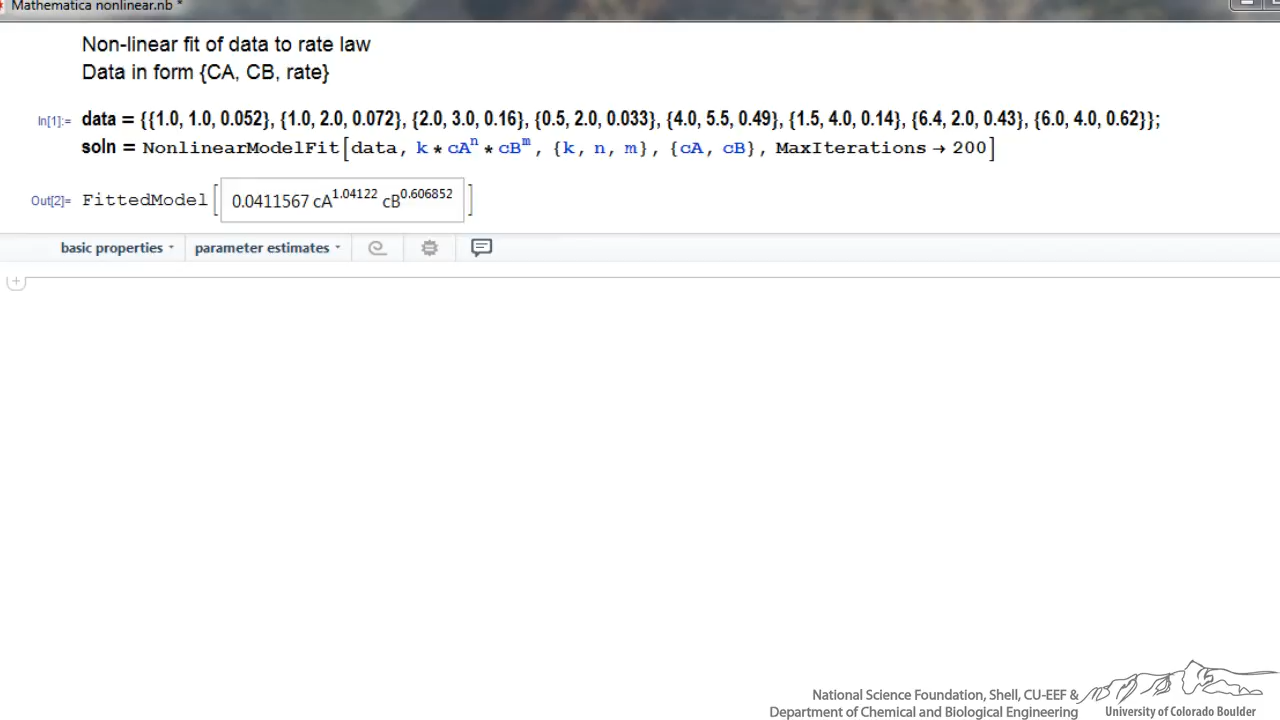 Mathematica nonlinear.nb *
Non-linear fit of data to rate law
Data in form {CA, CB, rate}
In[1]:= data = {{1.0, 1.0, 0.052}, {1.0, 2.0, 0.072}, {2.0, 3.0, 0.16}, {0.5, 2.0, 0.033}, {4.0, 5.5, 0.49}, {1.5, 4.0, 0.14}, {6.4, 2.0, 0.43}, {6.0, 4.0, 0.62}};
soln = NonlinearModelFit[data, k * cA^n * cB^m, {k, n, m}, {cA, cB}, MaxIterations → 200]
Out[2]= FittedModel[0.0411567 cA^1.04122 cB^0.606852]
basic properties parameter estimates
National Science Foundation, Shell, CU-EEF &
Department of Chemical and Biological Engineering
University of Colorado Boulder